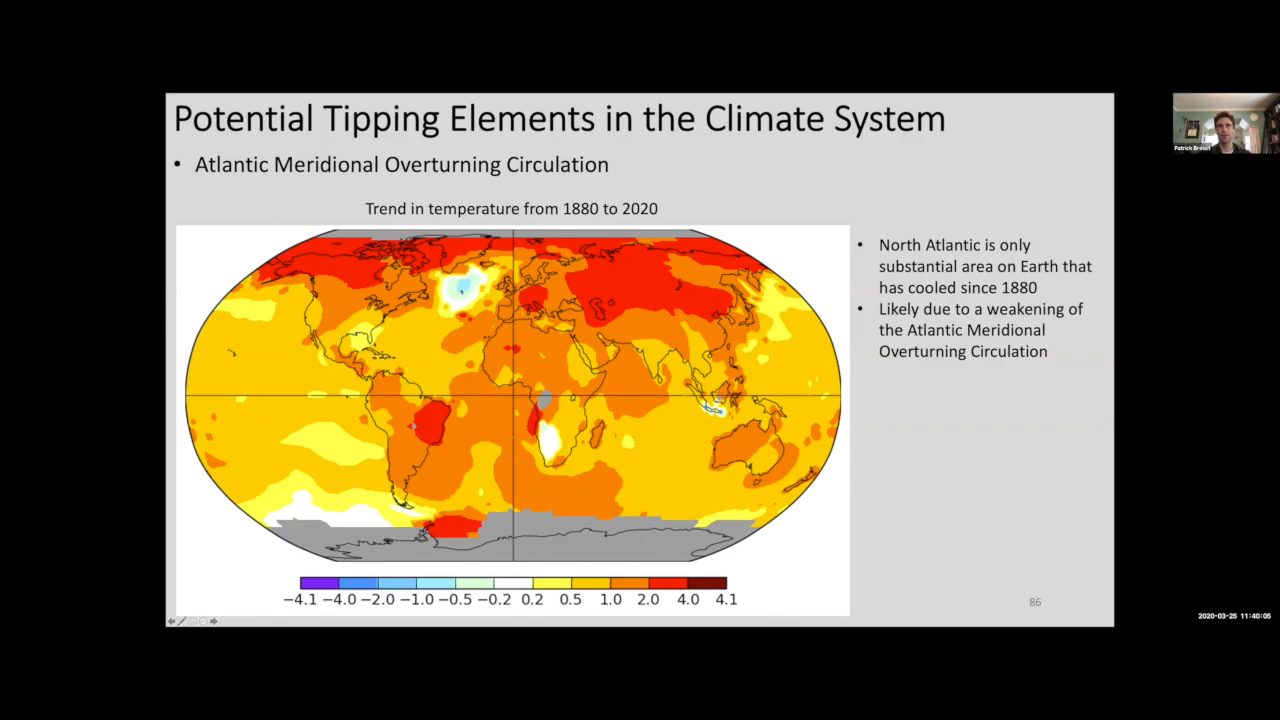 Potential Tipping Elements in the Climate System
• Atlantic Meridional Overturning Circulation
Trend in temperature from 1880 to 2020
• North Atlantic is only
substantial area on Earth that
has cooled since 1880
• Likely due to a weakening of
the Atlantic Meridional
Overturning Circulation
−4.1 −4.0 −2.0 −1.0 −0.5 −0.2 0.2 0.5 1.0 2.0 4.0 4.1
86
Patrick Brown
2020-03-25 11:40:05